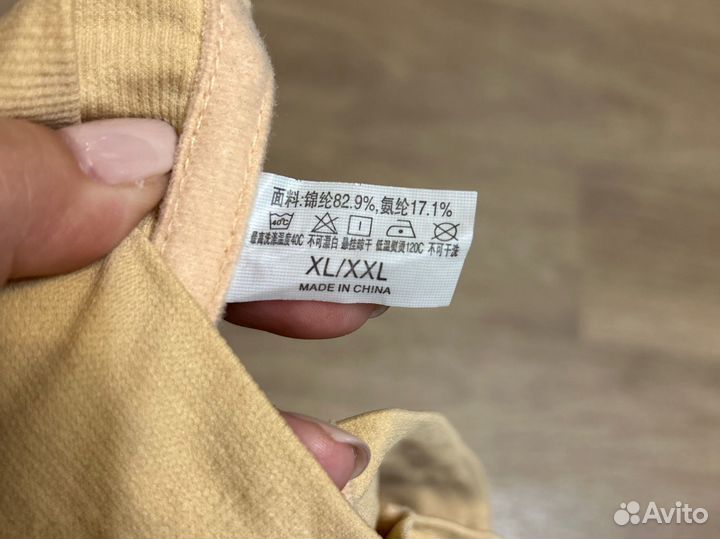 面料:锦纶82.9%,氨纶17.1%
40℃
最高洗涤温度40C 不可漂白 悬挂晾干 低温熨烫120C 不可干洗
XL/XXL
MADE IN CHINA
Avito